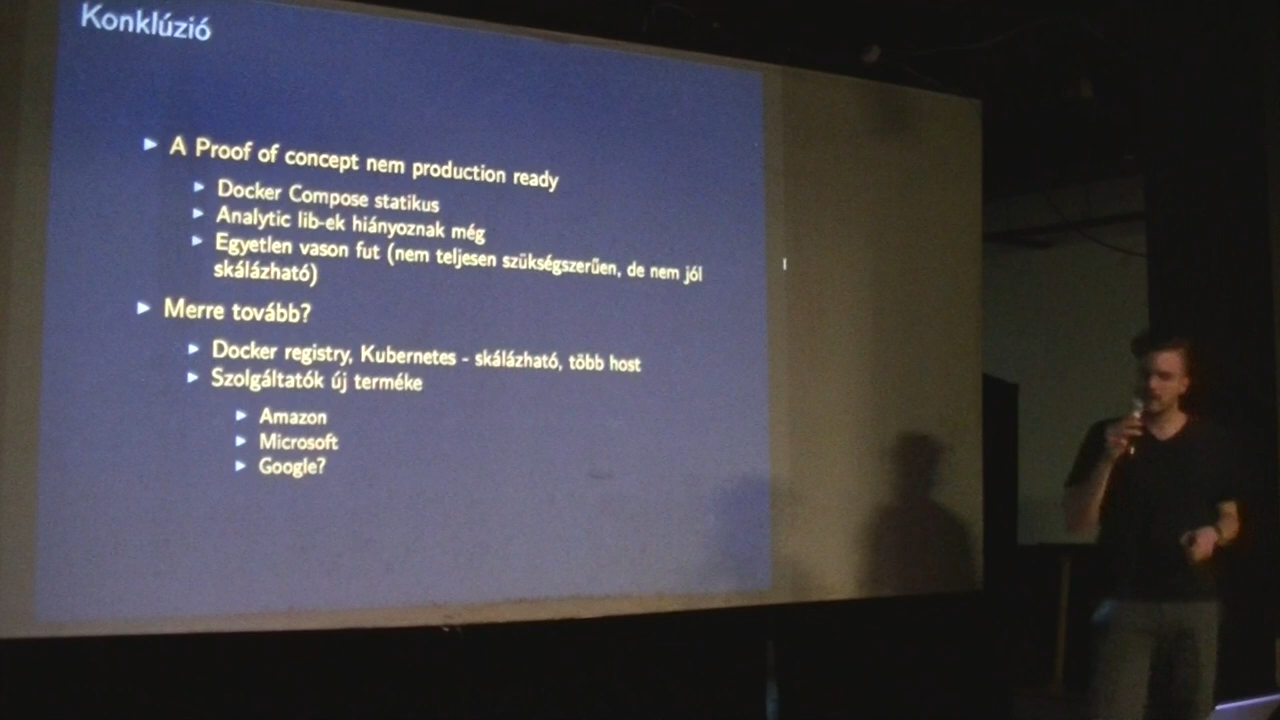 Konklúzió
A Proof of concept nem production ready
Docker Compose statikus
Analytic lib-ek hiányoznak még
Egyetlen vason fut (nem teljesen szükségszerűen, de nem jól
skálázható)
Merre tovább?
Docker registry, Kubernetes - skálázható, több host
Szolgáltatók új terméke
Amazon
Microsoft
Google?